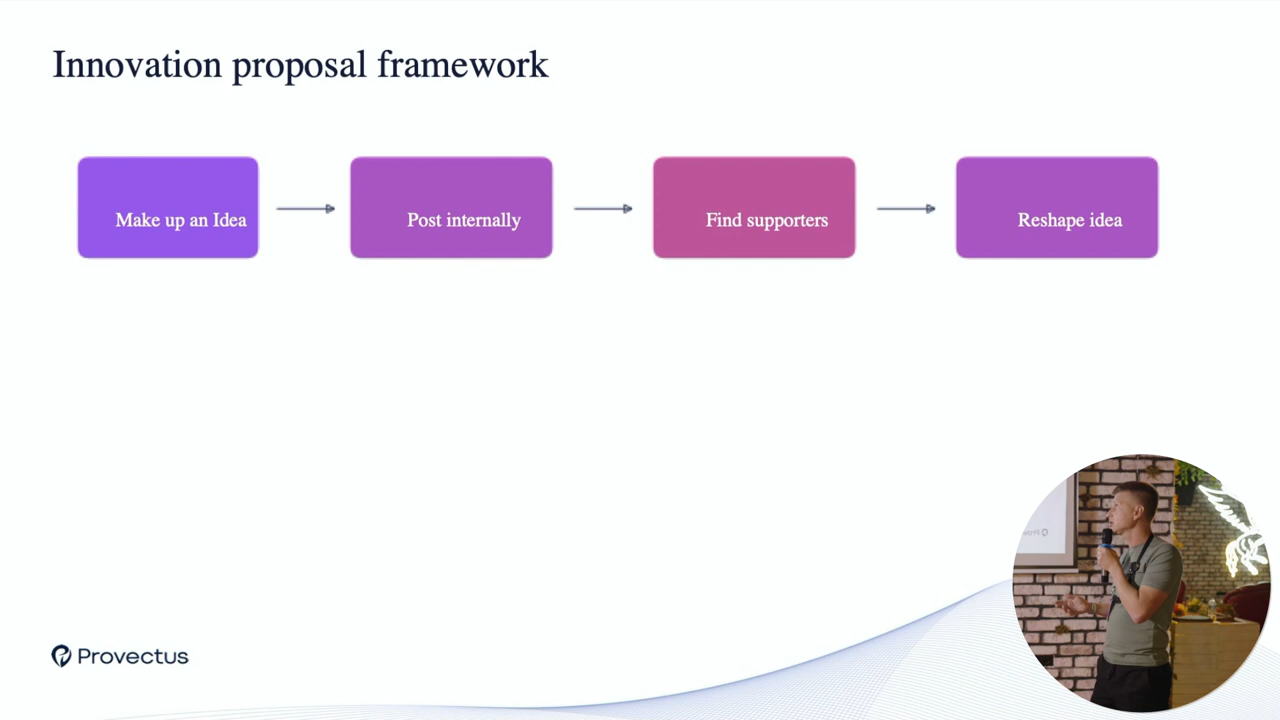 Innovation proposal framework
Make up an Idea
Post internally
Find supporters
Reshape idea
Provectus